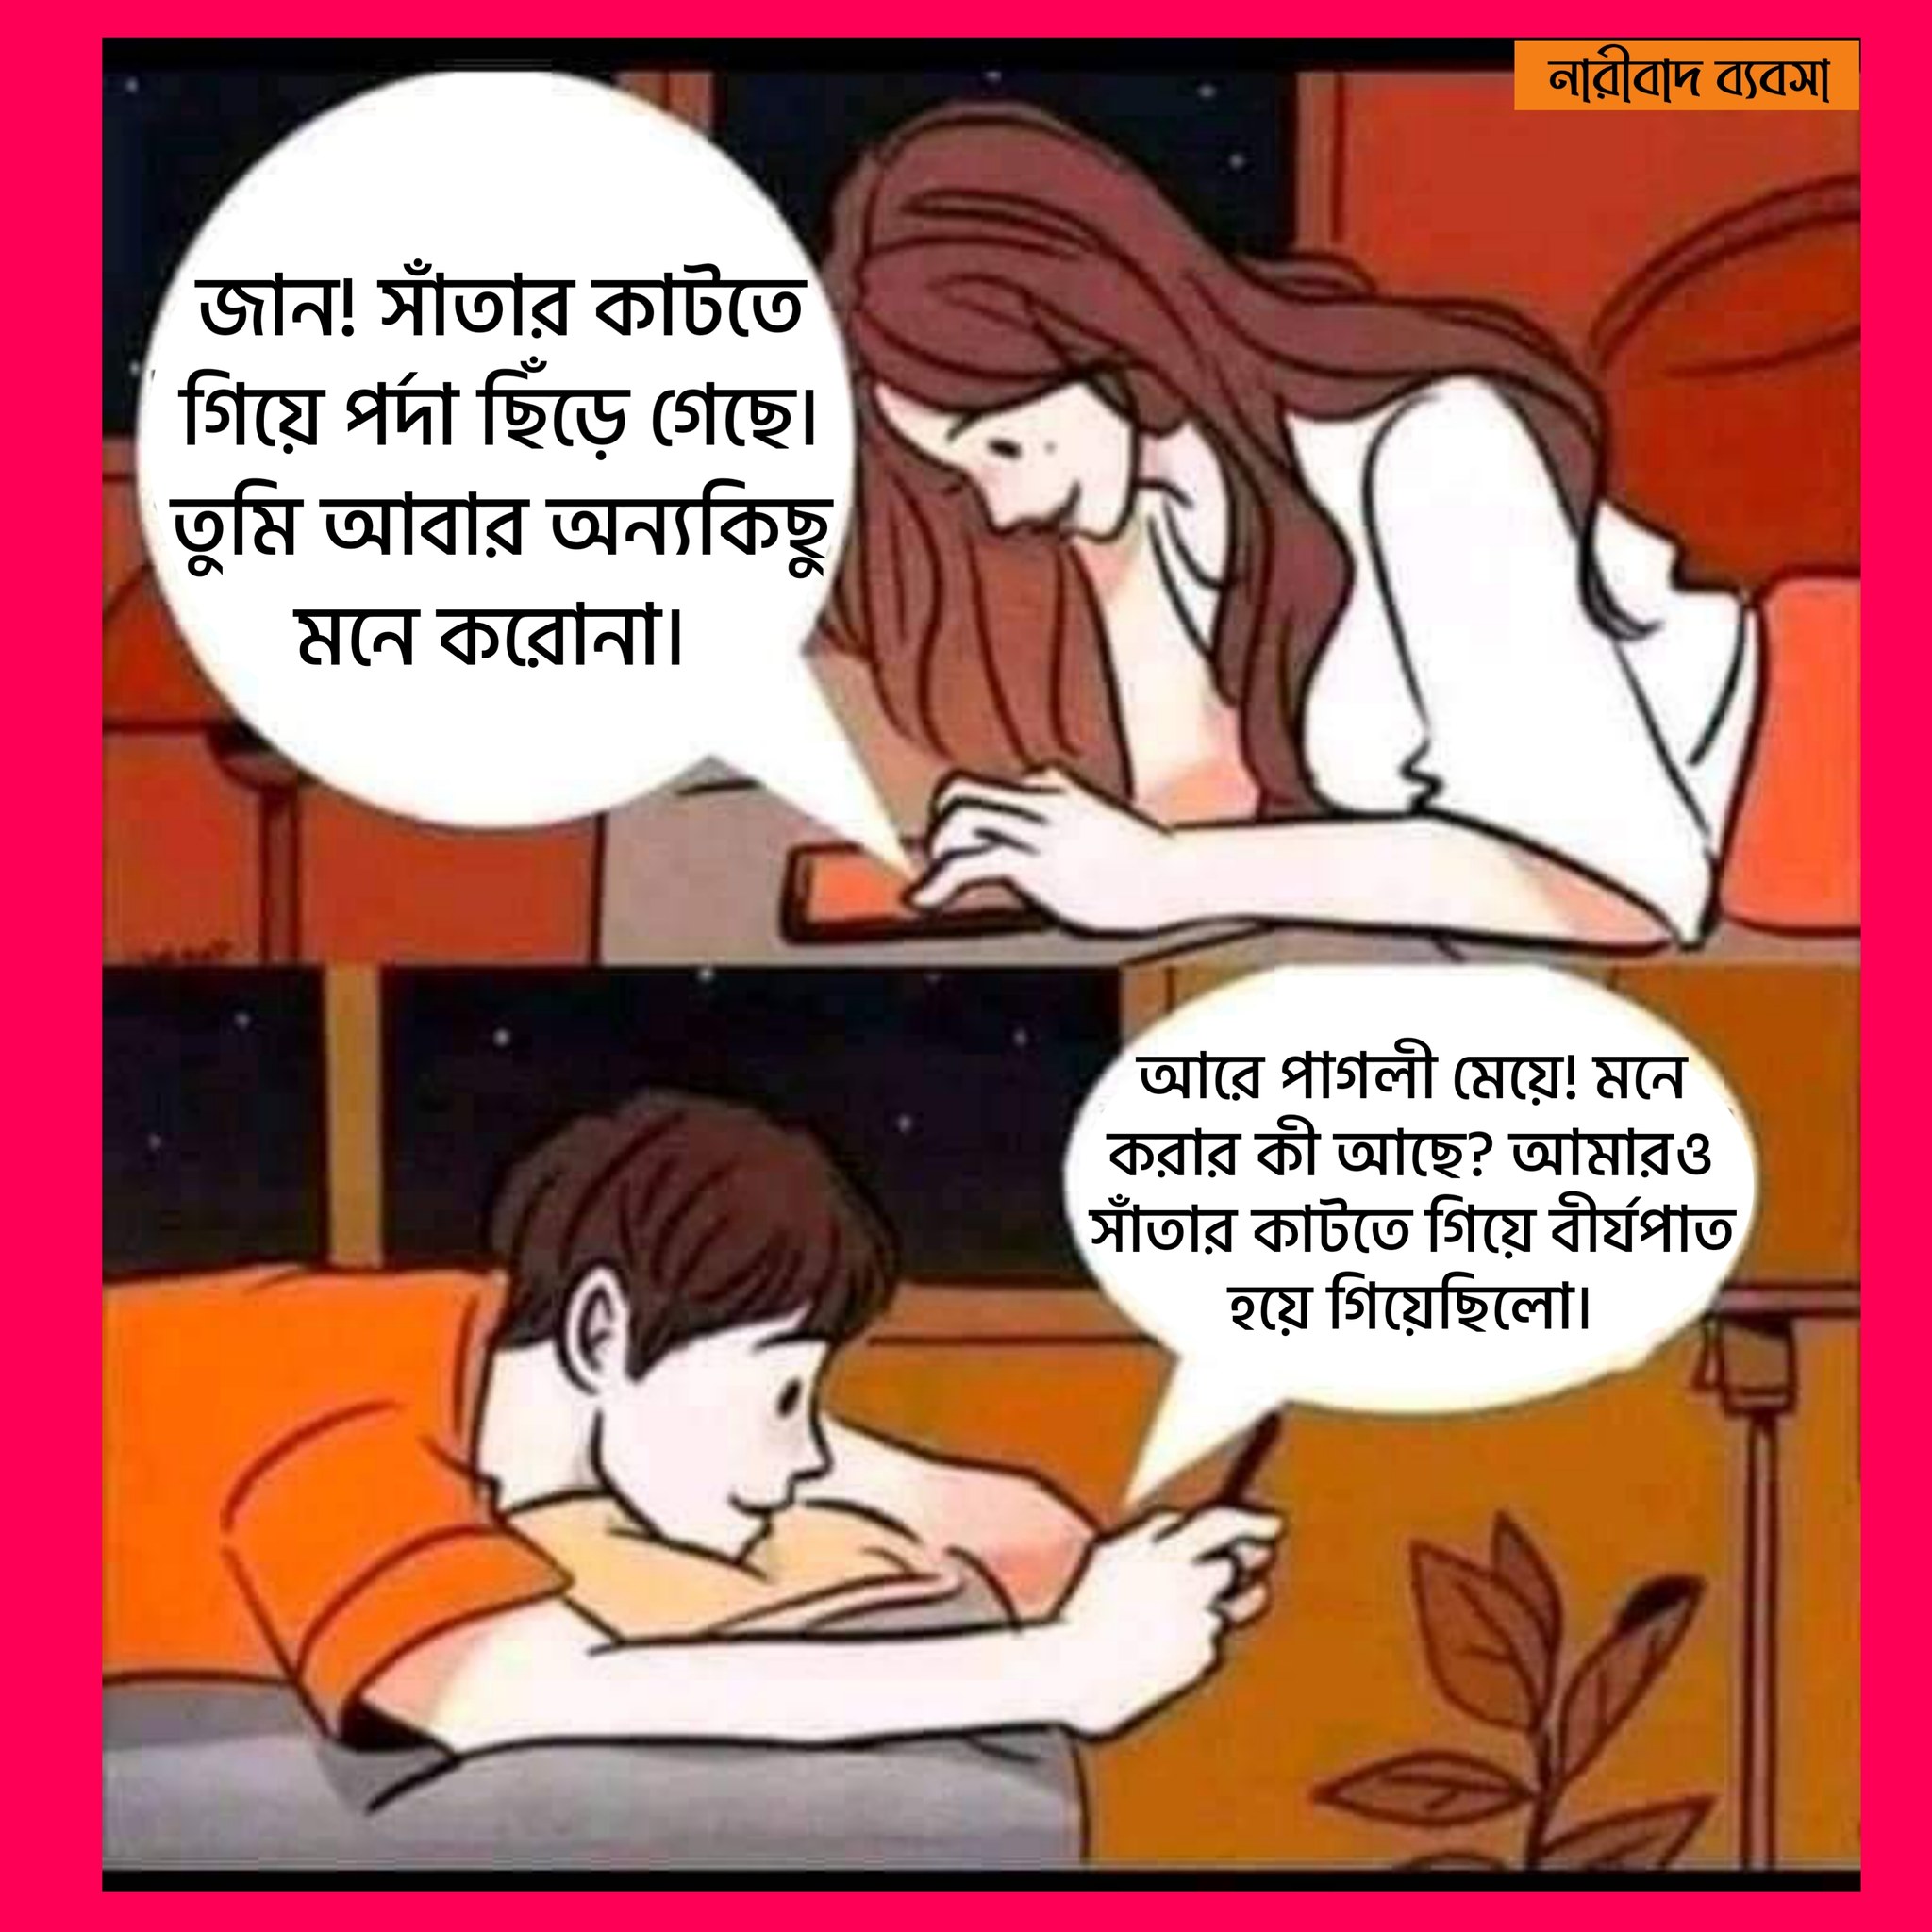 নারীবাদ ব্যবসা
জান! সাঁতার কাটতে
গিয়ে পর্দা ছিঁড়ে গেছে।
তুমি আবার অন্যকিছু
মনে করোনা।
আরে পাগলী মেয়ে! মনে
করার কী আছে? আমারও
সাঁতার কাটতে গিয়ে বীর্যপাত
হয়ে গিয়েছিলো।